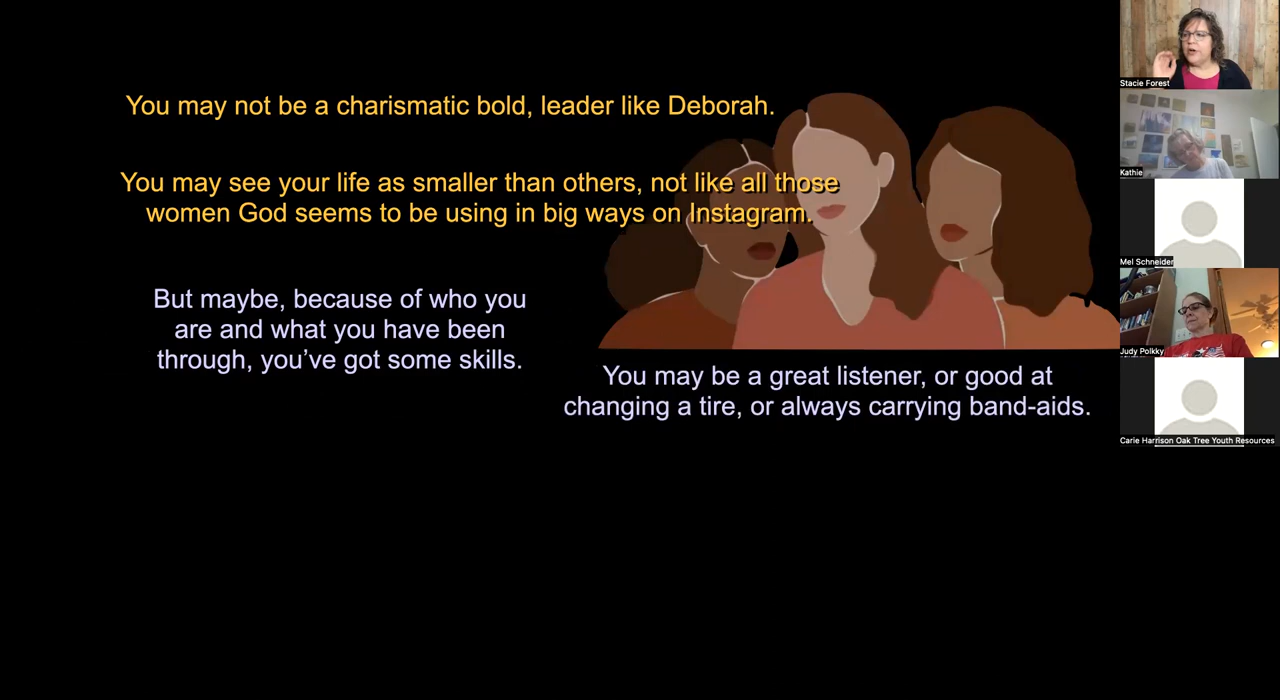 You may not be a charismatic bold, leader like Deborah.
You may see your life as smaller than others, not like all those
women God seems to be using in big ways on Instagram.
But maybe, because of who you
are and what you have been
through, you've got some skills.
You may be a great listener, or good at
changing a tire, or always carrying band-aids.
Stacie Forest
Kathie
Mel Schneider
Judy Polkky
Carie Harrison Oak Tree Youth Resources